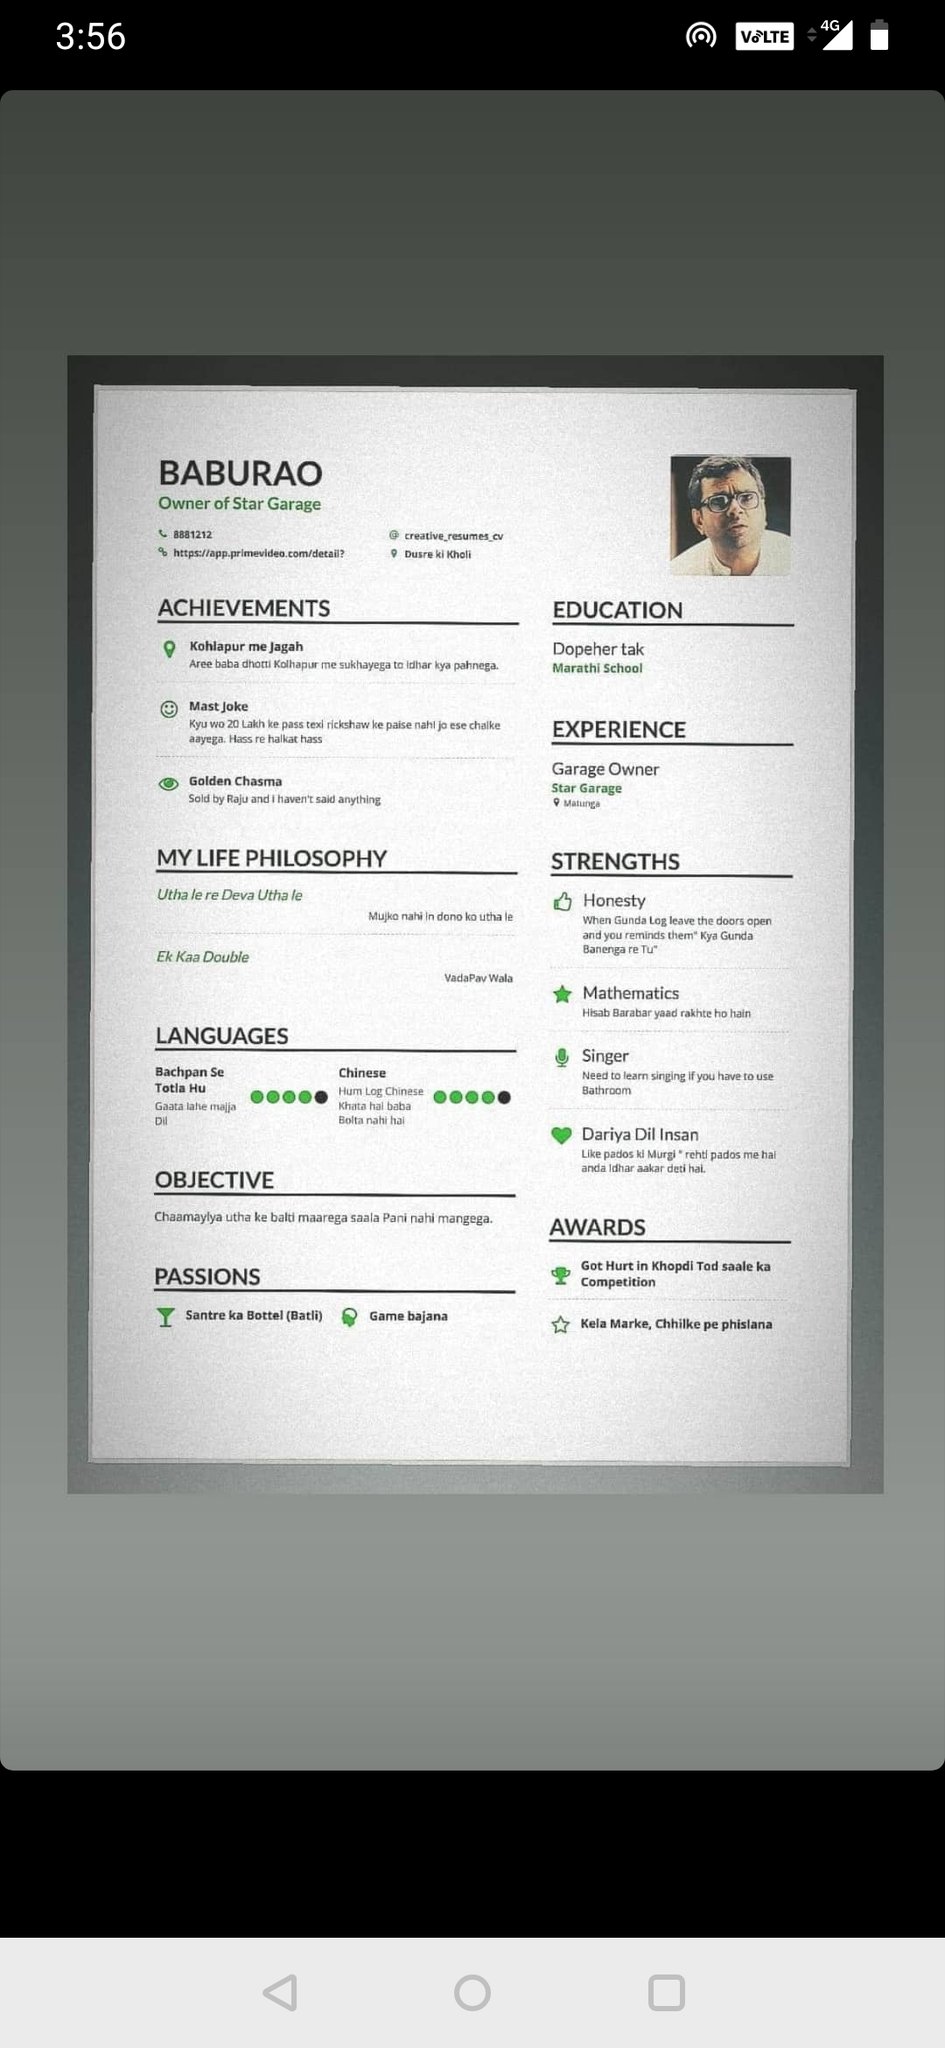 3:56
VoLTE
4G
BABURAO
Owner of Star Garage
8881212
@ creative_resumes_cv
https://app.primevideo.com/detail?
Dusre ki Kholi
ACHIEVEMENTS
Kohlapur me Jagah
Aree baba dhotti Kolhapur me sukhayega to idhar kya pahnega.
Mast Joke
Kyu wo 20 Lakh ke pass texi rickshaw ke paise nahi jo ese chalke
aayega. Hass re halkat hass
Golden Chasma
Sold by Raju and I haven't said anything
MY LIFE PHILOSOPHY
Utha le re Deva Utha le
Mujko nahi in dono ko utha le
Ek Kaa Double
VadaPav Wala
LANGUAGES
Bachpan Se
Totla Hu
Gaata lahe majja
Dil
Chinese
Hum Log Chinese
Khata hai baba
Bolta nahi hai
OBJECTIVE
Chaamaylya utha ke balti maarega saala Pani nahi mangega.
PASSIONS
Santre ka Bottel (Batli)
Game bajana
EDUCATION
Dopeher tak
Marathi School
EXPERIENCE
Garage Owner
Star Garage
Matunga
STRENGTHS
Honesty
When Gunda Log leave the doors open
and you reminds them" Kya Gunda
Banenga re Tu"
Mathematics
Hisab Barabar yaad rakhte ho hain
Singer
Need to learn singing if you have to use
Bathroom
Dariya Dil Insan
Like pados ki Murgi " rehti pados me hai
anda Idhar aakar deti hai.
AWARDS
Got Hurt in Khopdi Tod saale ka
Competition
Kela Marke, Chhilke pe phislana